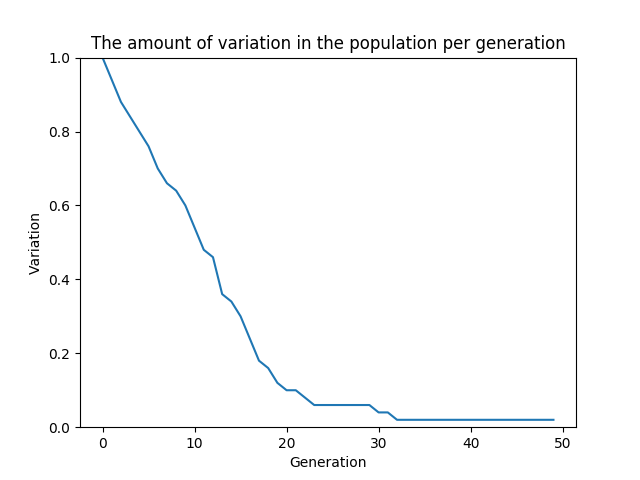 The amount of variation in the population per generation
1.0
0.8
0.6
0.4
0.2
0.0
Variation
0 10 20 30 40 50
Generation